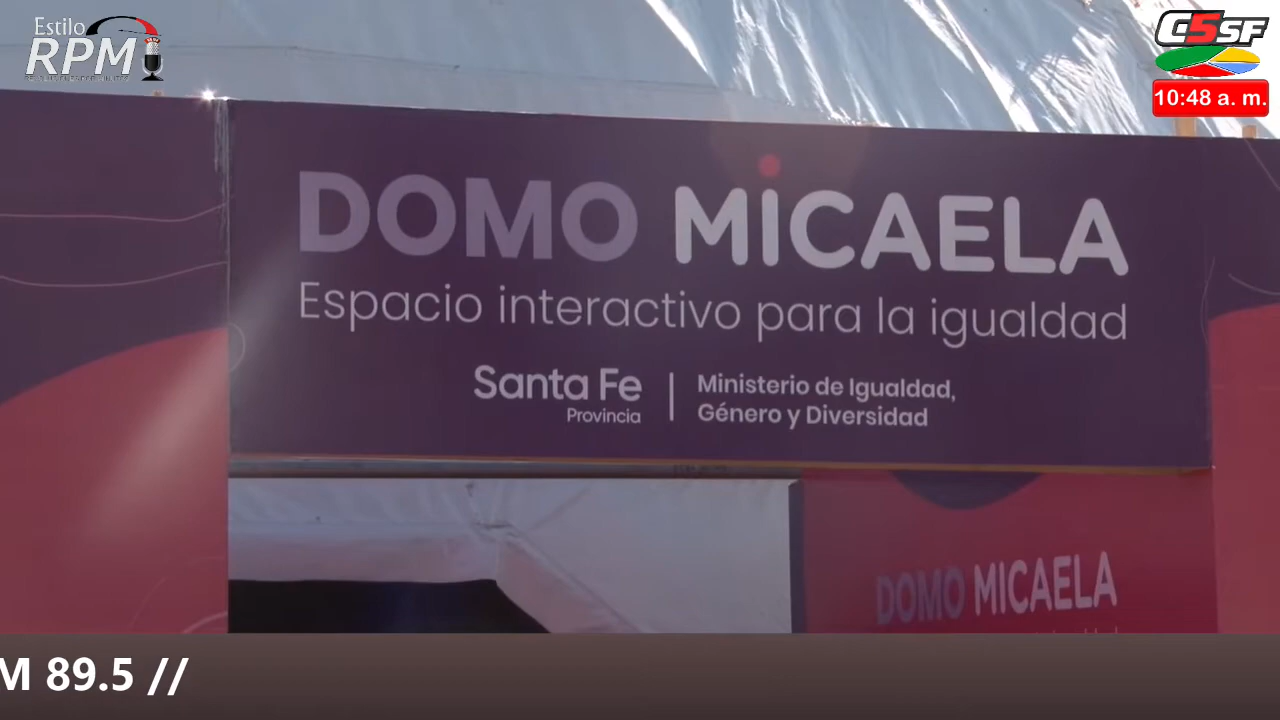 Estilo
RPM
C5SF
10:48 a. m.
DOMO MICAELA
Espacio interactivo para la igualdad
Santa Fe
Provincia
Ministerio de Igualdad,
Género y Diversidad
DOMO MICAELA
M 89.5 //